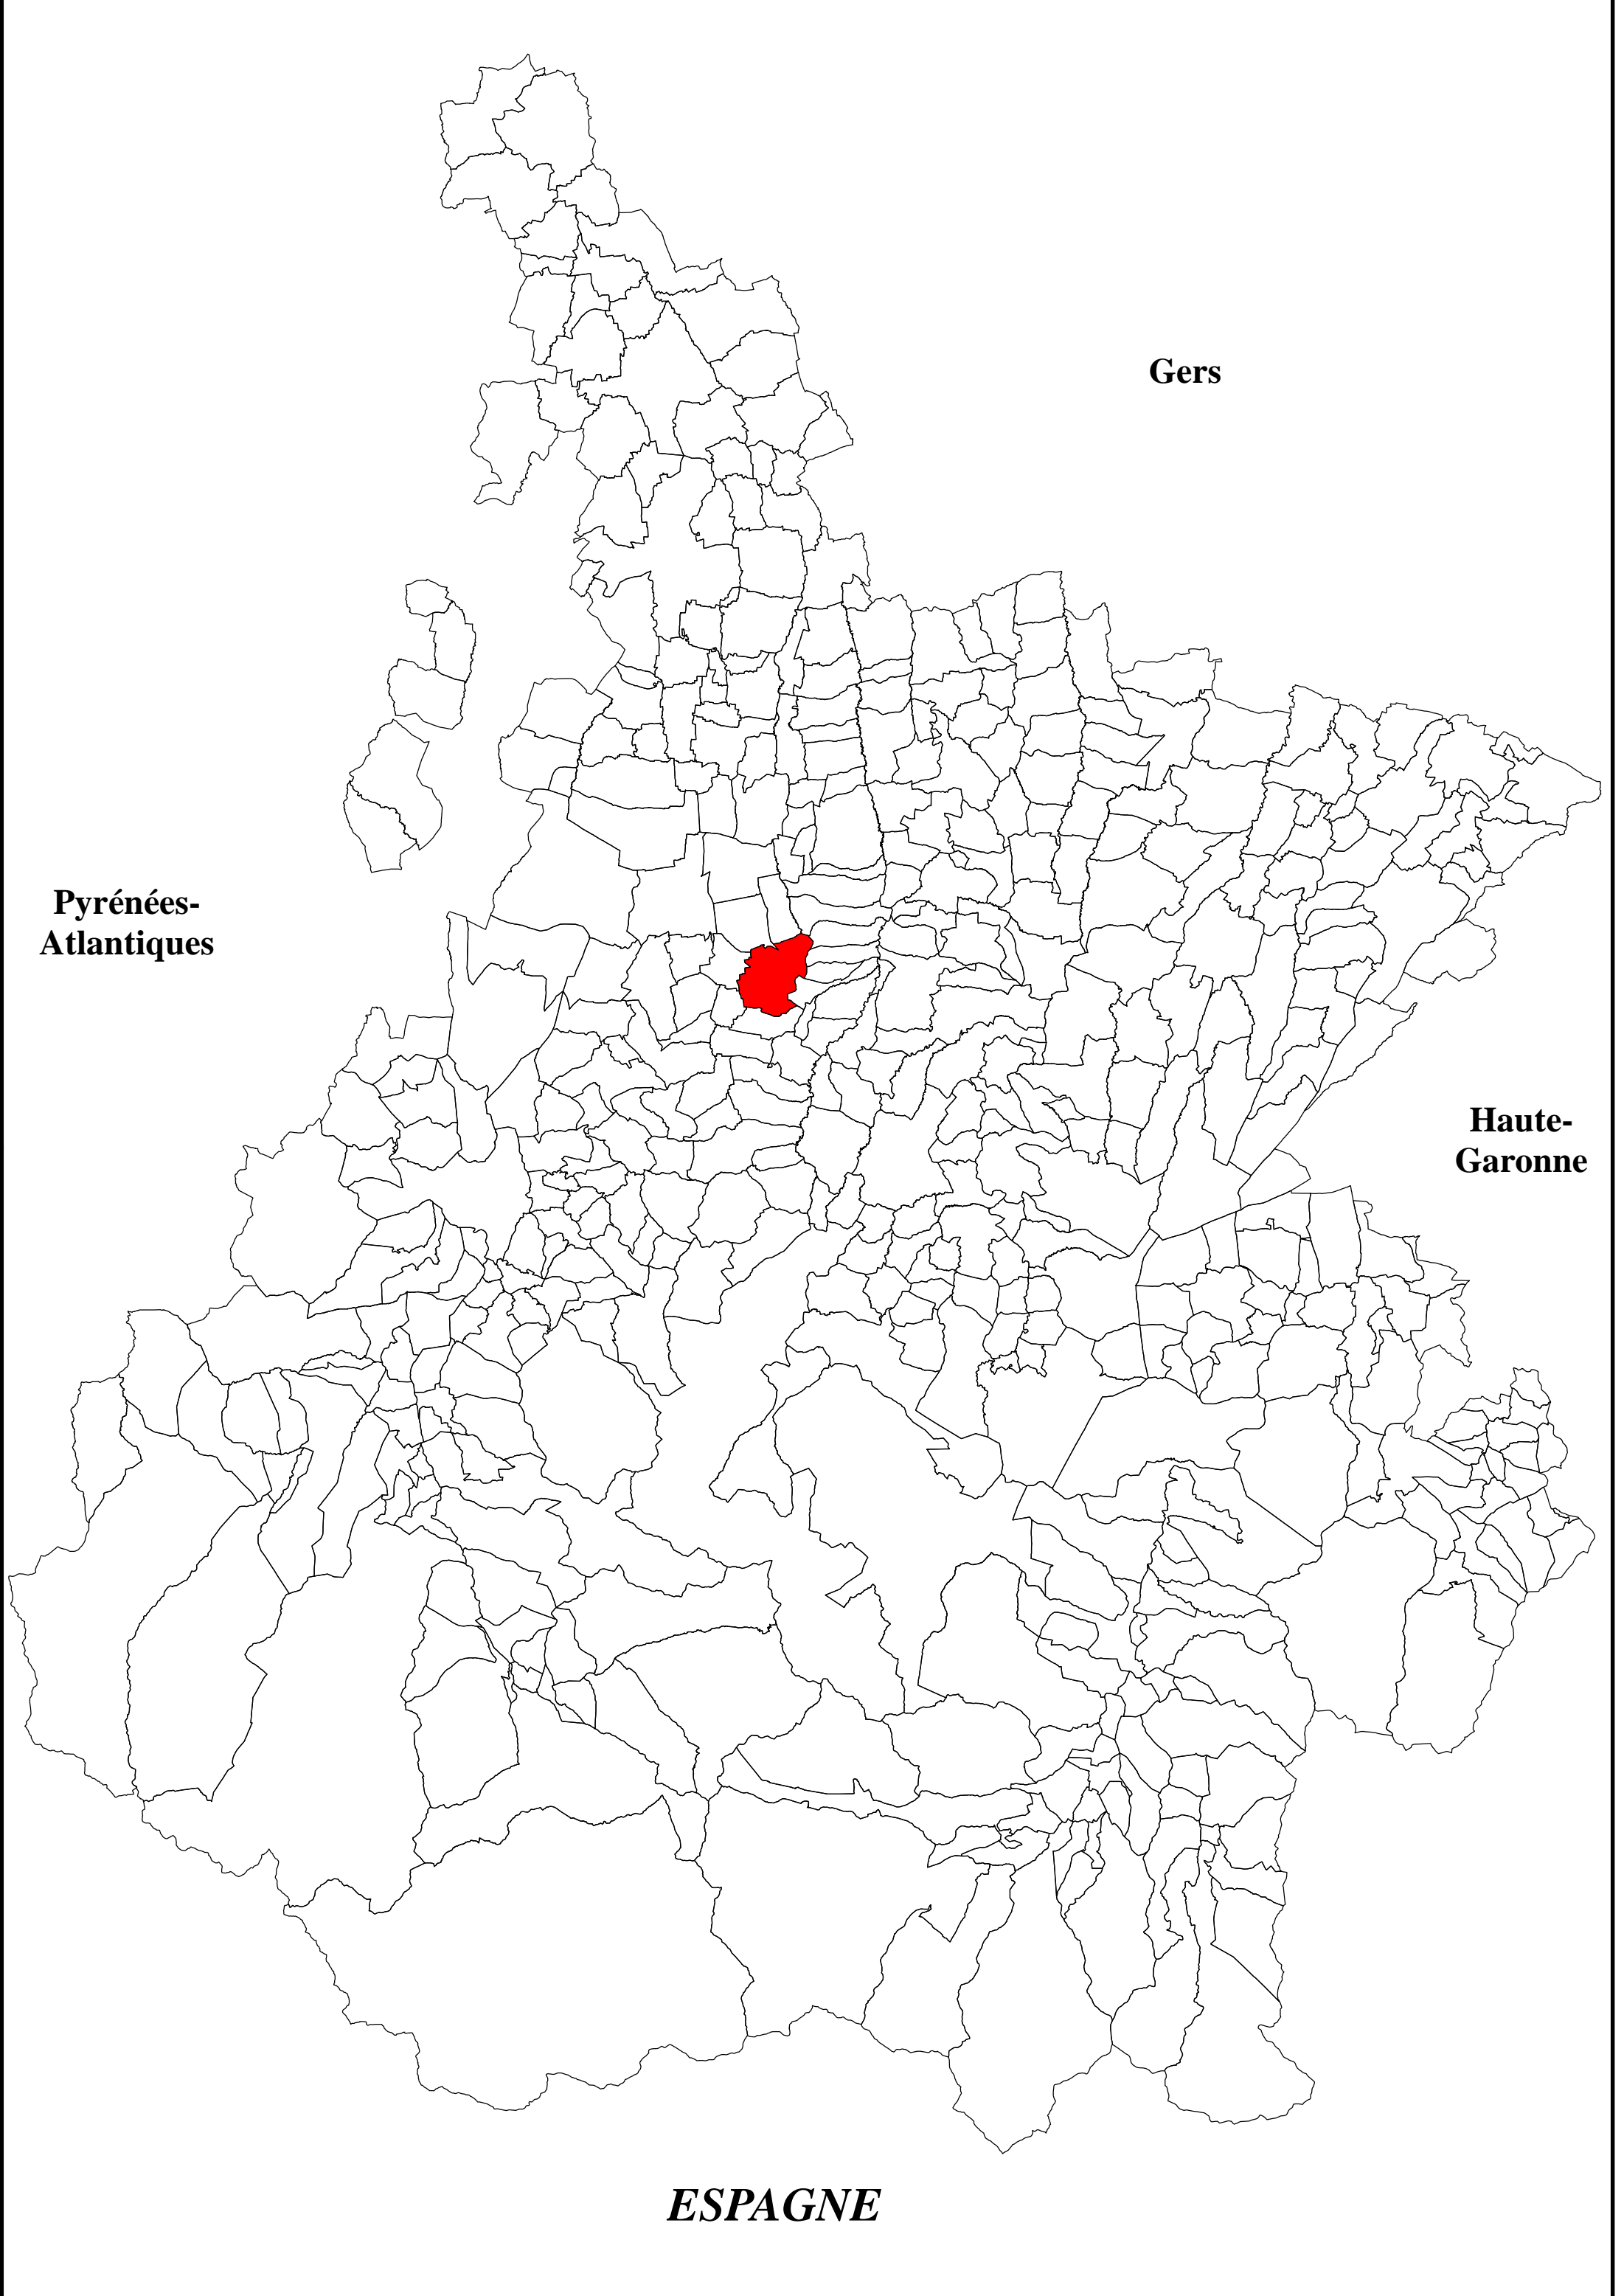 Gers
Pyrénées-
Atlantiques
Haute-
Garonne
ESPAGNE